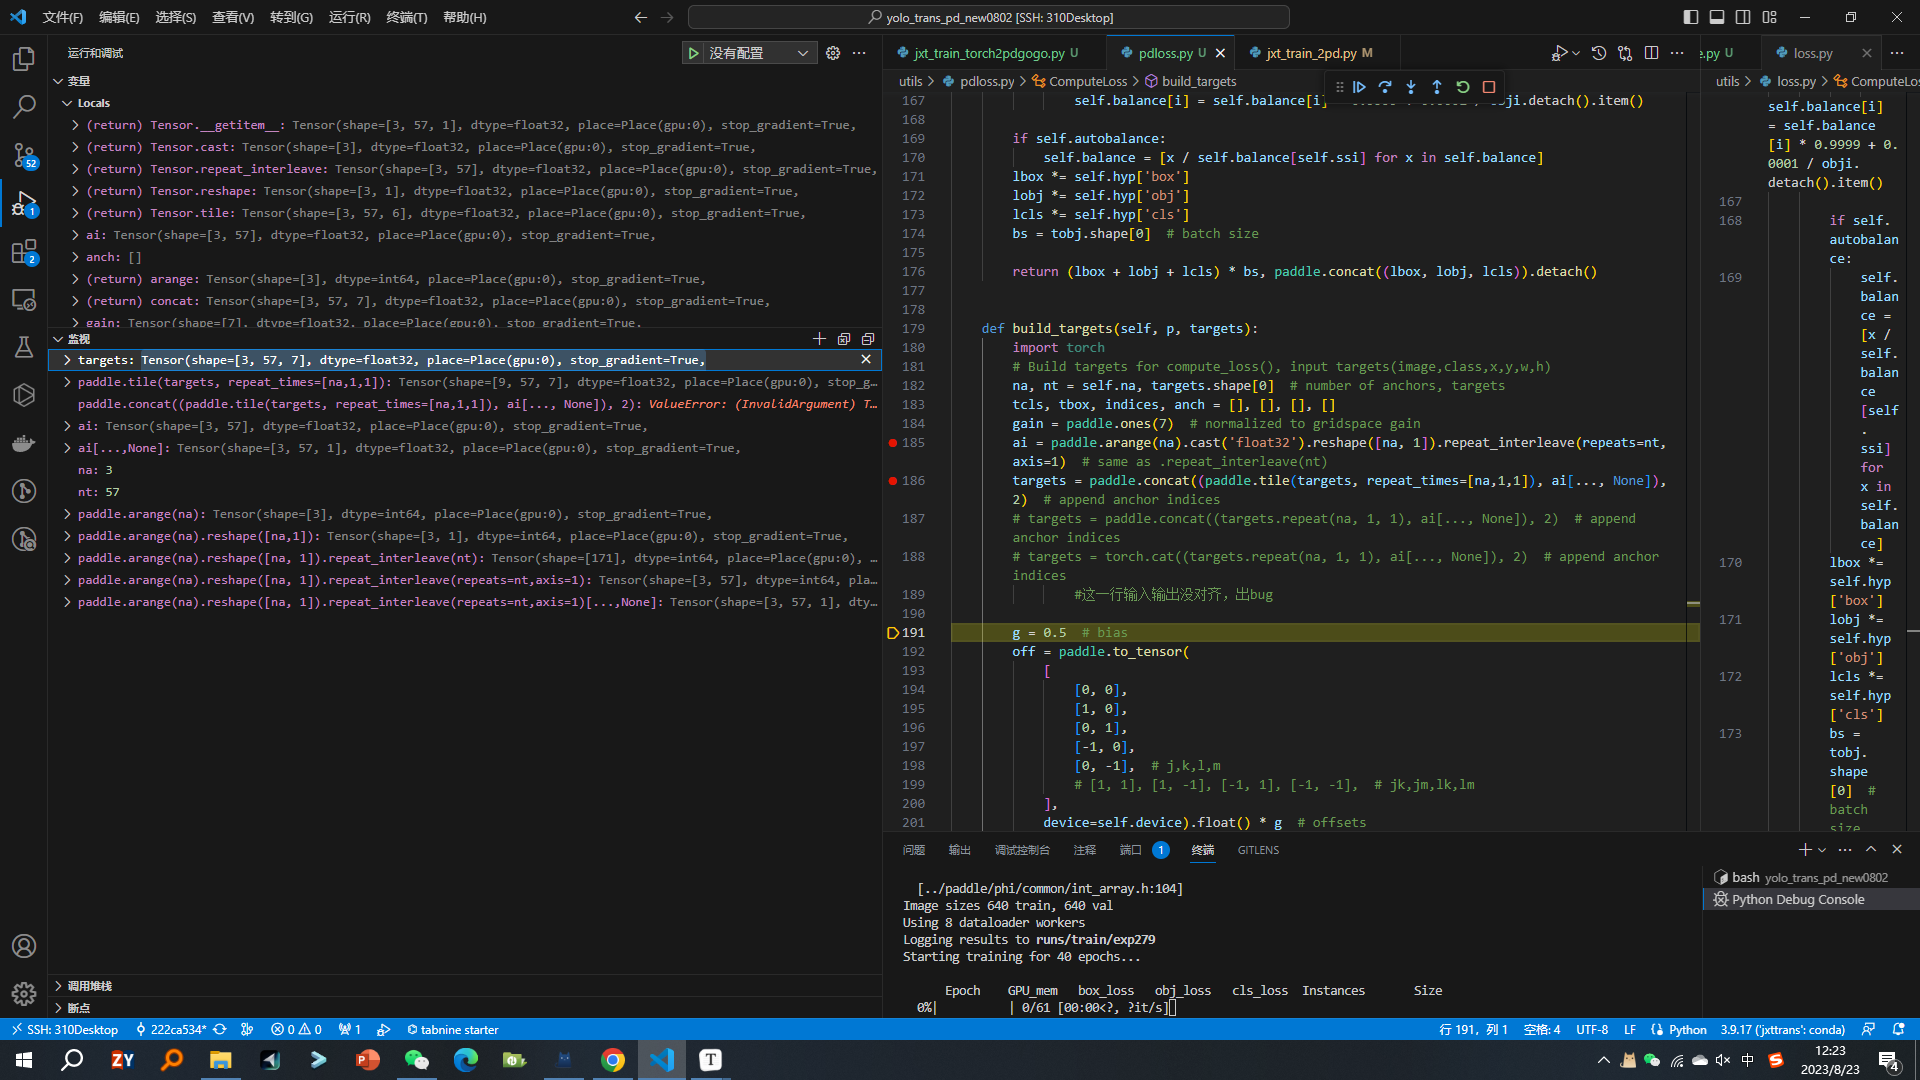 文件(F) 编辑(E) 选择(S) 查看(V) 转到(G) 运行(R) 终端(T) 帮助(H)
yolo_trans_pd_new0802 [SSH: 310Desktop]
运行和调试
没有配置
变量
Locals
(return) Tensor.__getitem__: Tensor(shape=[3, 57, 1], dtype=float32, place=Place(gpu:0), stop_gradient=True,
(return) Tensor.cast: Tensor(shape=[3], dtype=float32, place=Place(gpu:0), stop_gradient=True,
(return) Tensor.repeat_interleave: Tensor(shape=[3, 57], dtype=float32, place=Place(gpu:0), stop_gradient=True,
(return) Tensor.reshape: Tensor(shape=[3, 1], dtype=float32, place=Place(gpu:0), stop_gradient=True,
(return) Tensor.tile: Tensor(shape=[3, 57, 6], dtype=float32, place=Place(gpu:0), stop_gradient=True,
ai: Tensor(shape=[3, 57], dtype=float32, place=Place(gpu:0), stop_gradient=True,
anch: []
(return) arange: Tensor(shape=[3], dtype=int64, place=Place(gpu:0), stop_gradient=True,
(return) concat: Tensor(shape=[3, 57, 7], dtype=float32, place=Place(gpu:0), stop_gradient=True,
gain: Tensor(shape=[7], dtype=float32, place=Place(gpu:0), stop_gradient=True,
监视
targets: Tensor(shape=[3, 57, 7], dtype=float32, place=Place(gpu:0), stop_gradient=True,
paddle.tile(targets, repeat_times=[na,1,1]): Tensor(shape=[9, 57, 7], dtype=float32, place=Place(gpu:0), stop_g…
paddle.concat((paddle.tile(targets, repeat_times=[na,1,1]), ai[..., None]), 2): ValueError: (InvalidArgument) T…
ai: Tensor(shape=[3, 57], dtype=float32, place=Place(gpu:0), stop_gradient=True,
ai[...,None]: Tensor(shape=[3, 57, 1], dtype=float32, place=Place(gpu:0), stop_gradient=True,
na: 3
nt: 57
paddle.arange(na): Tensor(shape=[3], dtype=int64, place=Place(gpu:0), stop_gradient=True,
paddle.arange(na).reshape([na,1]): Tensor(shape=[3, 1], dtype=int64, place=Place(gpu:0), stop_gradient=True,
paddle.arange(na).reshape([na, 1]).repeat_interleave(nt): Tensor(shape=[171], dtype=int64, place=Place(gpu:0), …
paddle.arange(na).reshape([na, 1]).repeat_interleave(repeats=nt,axis=1): Tensor(shape=[3, 57], dtype=int64, pla…
paddle.arange(na).reshape([na, 1]).repeat_interleave(repeats=nt,axis=1)[...,None]: Tensor(shape=[3, 57, 1], dty…
调用堆栈
断点
52
1
2
jxt_train_torch2pdgogo.py U
pdloss.py U
jxt_train_2pd.py M
utils > pdloss.py > ComputeLoss > build_targets
167 self.balance[i] = self.balance[i]
168
169 if self.autobalance:
170 self.balance = [x / self.balance[self.ssi] for x in self.balance]
171 lbox *= self.hyp['box']
172 lobj *= self.hyp['obj']
173 lcls *= self.hyp['cls']
174 bs = tobj.shape[0]  # batch size
175
176 return (lbox + lobj + lcls) * bs, paddle.concat((lbox, lobj, lcls)).detach()
177
178
179 def build_targets(self, p, targets):
180 import torch
181 # Build targets for compute_loss(), input targets(image,class,x,y,w,h)
182 na, nt = self.na, targets.shape[0]  # number of anchors, targets
183 tcls, tbox, indices, anch = [], [], [], []
184 gain = paddle.ones(7)  # normalized to gridspace gain
185 ai = paddle.arange(na).cast('float32').reshape([na, 1]).repeat_interleave(repeats=nt,
axis=1)  # same as .repeat_interleave(nt)
186 targets = paddle.concat((paddle.tile(targets, repeat_times=[na,1,1]), ai[..., None]),
2)  # append anchor indices
187 # targets = paddle.concat((targets.repeat(na, 1, 1), ai[..., None]), 2)  # append
anchor indices
188 # targets = torch.cat((targets.repeat(na, 1, 1), ai[..., None]), 2)  # append anchor
indices
189 #这一行输入输出没对齐，出bug
190
191 g = 0.5  # bias
192 off = paddle.to_tensor(
193 [
194 [0, 0],
195 [1, 0],
196 [0, 1],
197 [-1, 0],
198 [0, -1],  # j,k,l,m
199 # [1, 1], [1, -1], [-1, 1], [-1, -1],  # jk,jm,lk,lm
200 ],
201 device=self.device).float() * g  # offsets
e.py U
loss.py
utils > loss.py > ComputeLoss
self.balance[i]
= self.balance
[i] * 0.9999 + 0.
0001 / obji.
detach().item()
167
168 if self.
autobalan
ce:
169 self.
balan
ce =
[x /
self.
balan
ce
[self
.
ssi]
for
x in
self.
balan
ce]
170 lbox *=
self.hyp
['box']
171 lobj *=
self.hyp
['obj']
172 lcls *=
self.hyp
['cls']
173 bs =
tobj.
shape
[0]  #
batch
size
问题 输出 调试控制台 注释 端口 1 终端 GITLENS
[../paddle/phi/common/int_array.h:104]
Image sizes 640 train, 640 val
Using 8 dataloader workers
Logging results to runs/train/exp279
Starting training for 40 epochs...
Epoch GPU_mem box_loss obj_loss cls_loss Instances Size
0%| | 0/61 [00:00<?, ?it/s]
bash yolo_trans_pd_new0802
Python Debug Console
SSH: 310Desktop 222ca534* 0 0 1 tabnine starter
行 191，列 1 空格: 4 UTF-8 LF Python 3.9.17 ('jxttrans': conda)
ZY
T
中
12:23
2023/8/23
4